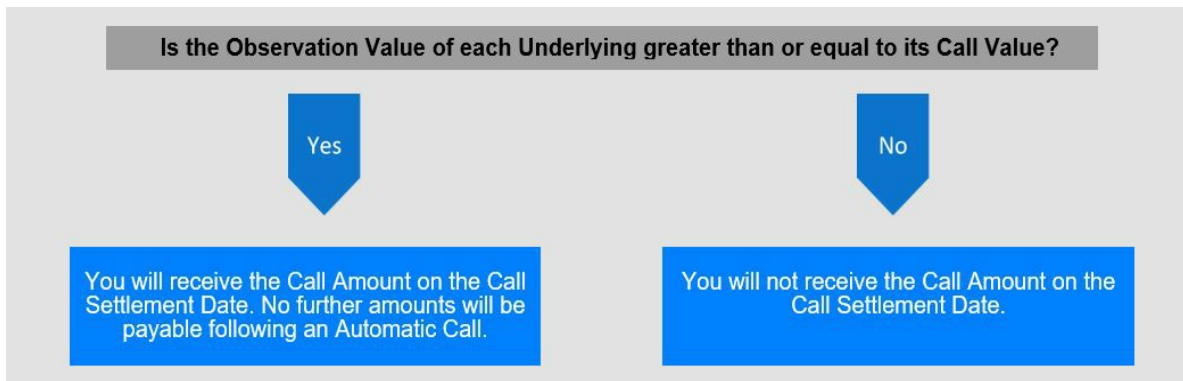 Is the Observation Value of each Underlying greater than or equal to its Call Value?
Yes
No
You will receive the Call Amount on the Call
Settlement Date. No further amounts will be
payable following an Automatic Call.
You will not receive the Call Amount on the
Call Settlement Date.